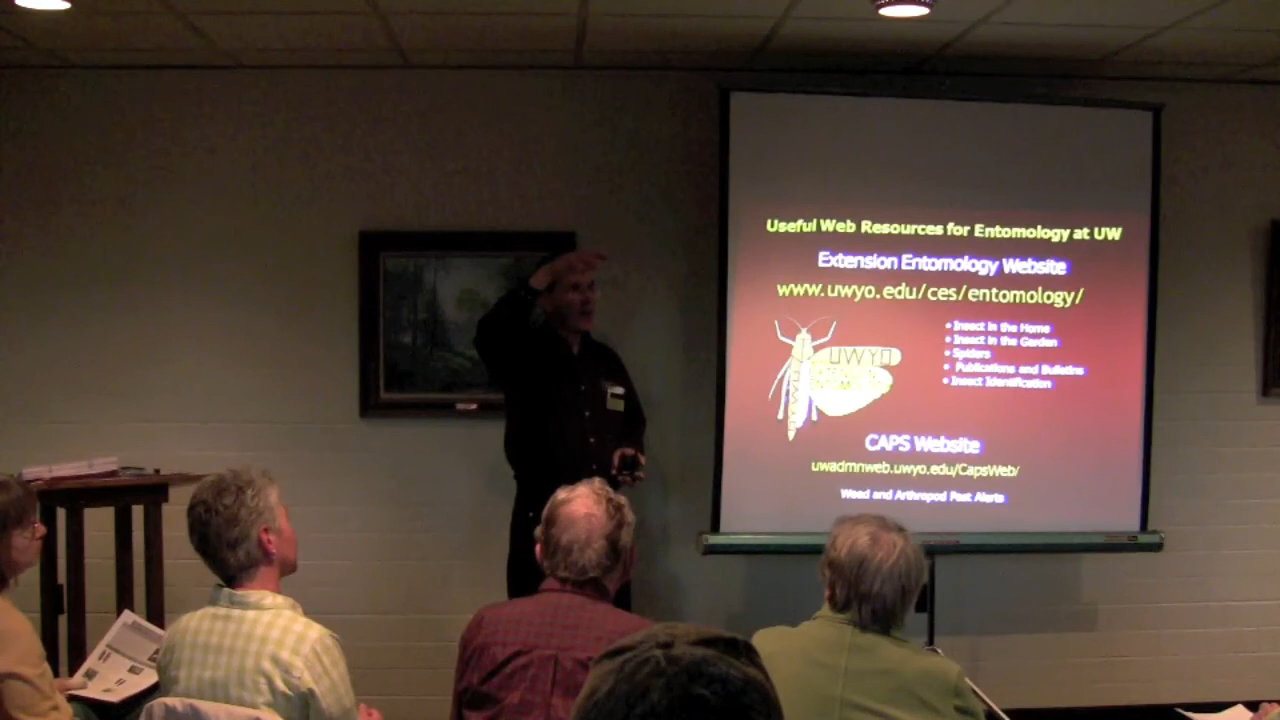 Useful Web Resources for Entomology at UW
Extension Entomology Website
www.uwyo.edu/ces/entomology/
• Insect in the Home
• Insect in the Garden
• Spiders
• Publications and Bulletins
• Insect Identification
UWYO
CAPS Website
uwadmnweb.uwyo.edu/CapsWeb/
Weed and Arthropod Pest Alerts